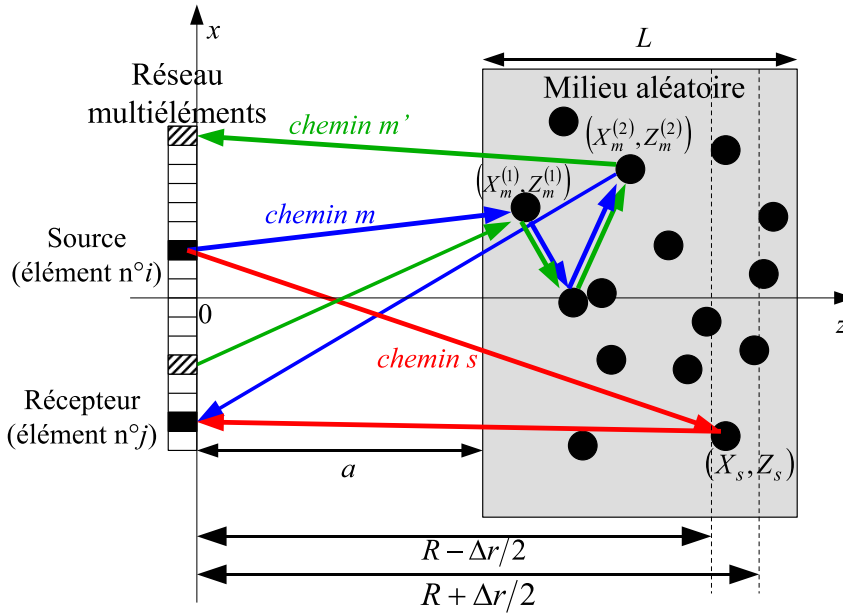 x
L
Réseau
multiéléments
Milieu aléatoire
chemin m'
(X_m^{(2)}, Z_m^{(2)})
(X_m^{(1)}, Z_m^{(1)})
chemin m
Source
(élément n°i)
0
z
chemin s
Récepteur
(élément n°j)
(X_s, Z_s)
a
R − Δr/2
R + Δr/2